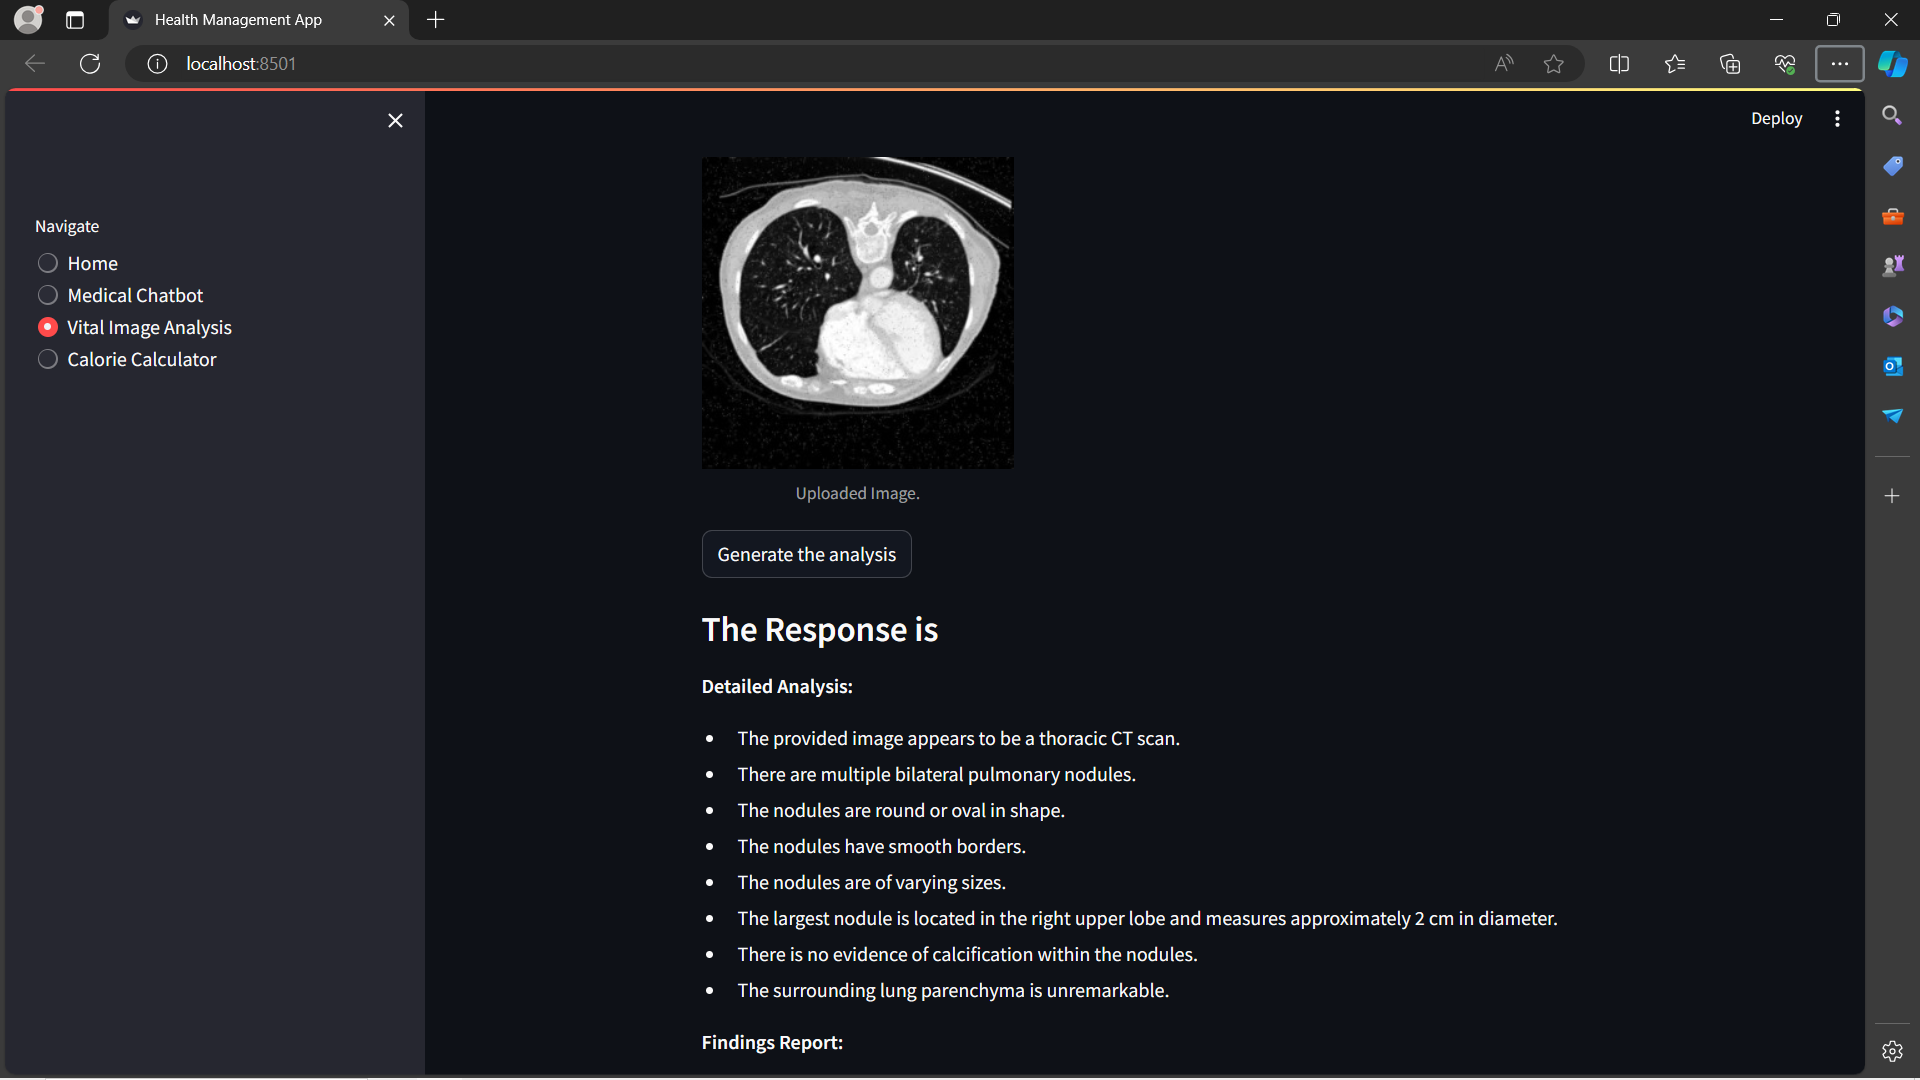 Health Management App
localhost:8501
Deploy
Navigate
Home
Medical Chatbot
Vital Image Analysis
Calorie Calculator
Uploaded Image.
Generate the analysis
The Response is
Detailed Analysis:
• The provided image appears to be a thoracic CT scan.
• There are multiple bilateral pulmonary nodules.
• The nodules are round or oval in shape.
• The nodules have smooth borders.
• The nodules are of varying sizes.
• The largest nodule is located in the right upper lobe and measures approximately 2 cm in diameter.
• There is no evidence of calcification within the nodules.
• The surrounding lung parenchyma is unremarkable.
Findings Report: